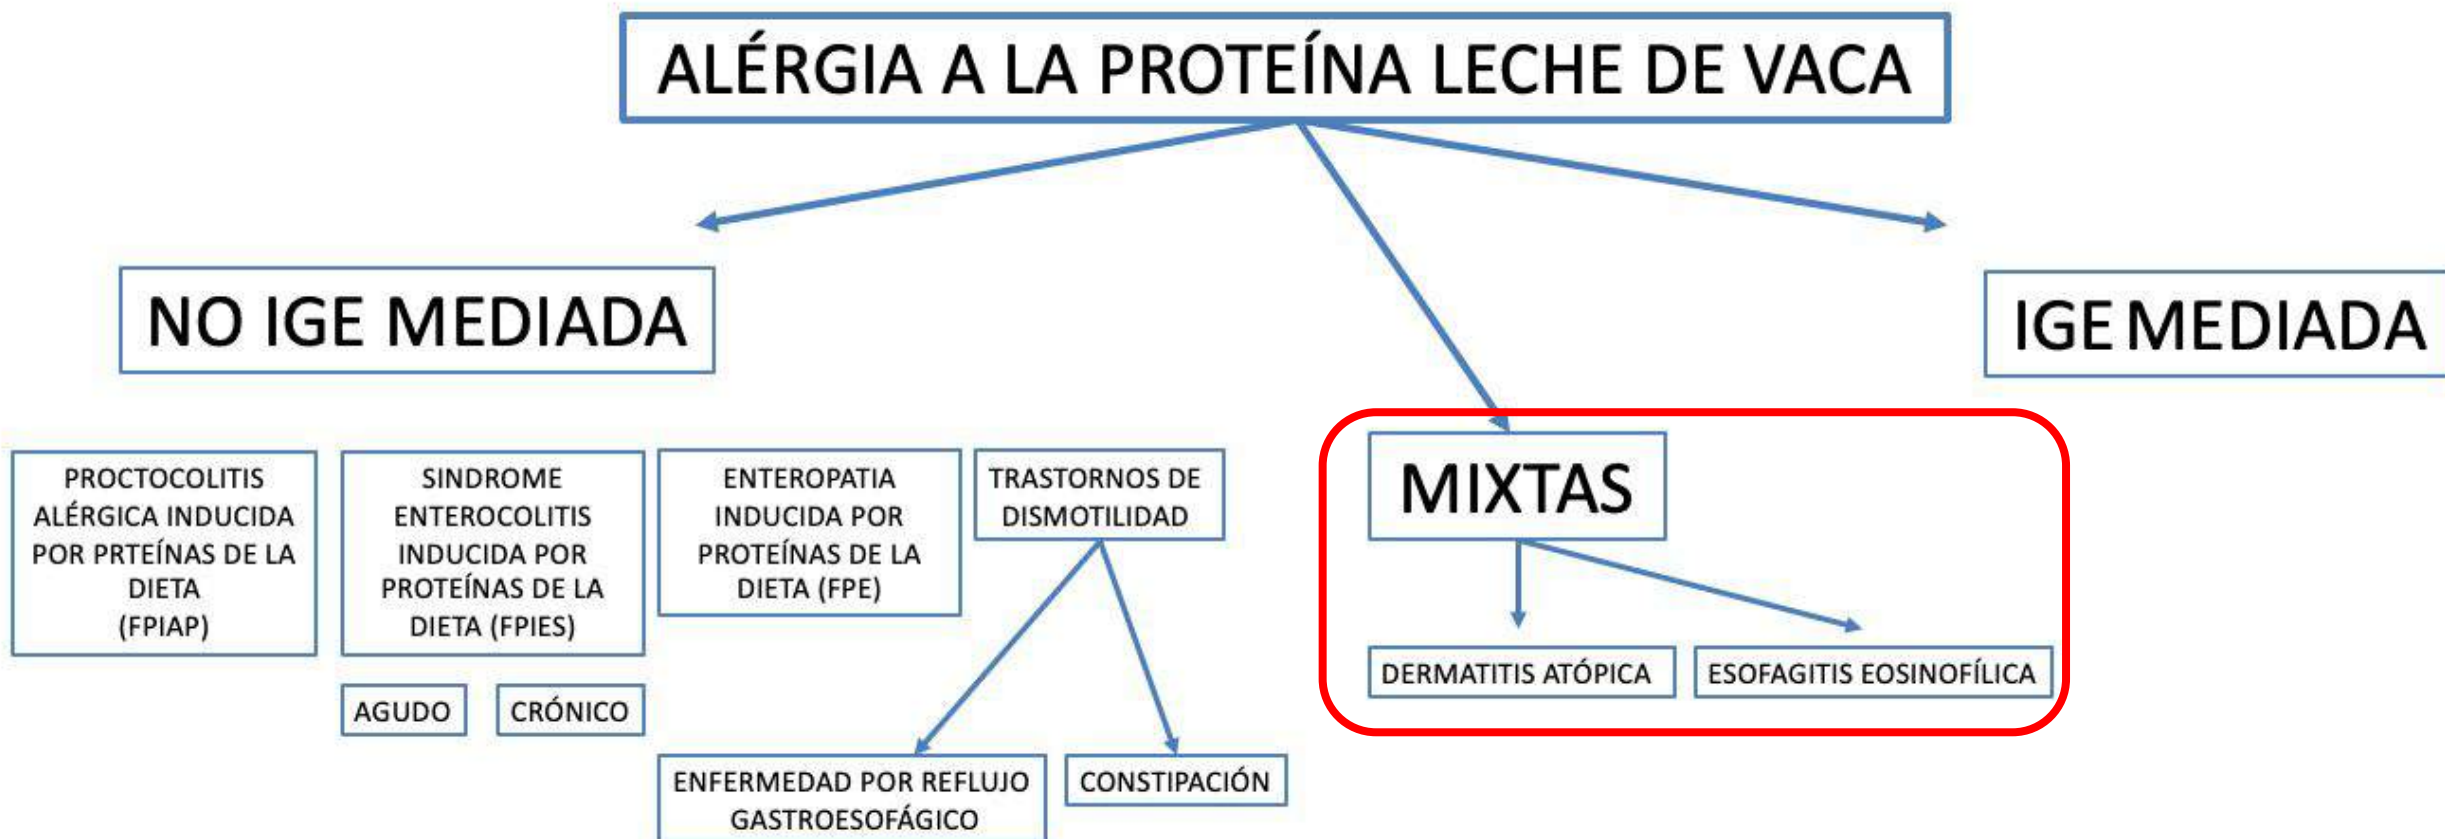 ALÉRGIA A LA PROTEÍNA LECHE DE VACA
NO IGE MEDIADA
IGE MEDIADA
PROCTOCOLITIS
ALÉRGICA INDUCIDA
POR PRTEÍNAS DE LA
DIETA
(FPIAP)
SINDROME
ENTEROCOLITIS
INDUCIDA POR
PROTEÍNAS DE LA
DIETA (FPIES)
AGUDO
CRÓNICO
ENTEROPATIA
INDUCIDA POR
PROTEÍNAS DE LA
DIETA (FPE)
TRASTORNOS DE
DISMOTILIDAD
ENFERMEDAD POR REFLUJO
GASTROESOFÁGICO
CONSTIPACIÓN
MIXTAS
DERMATITIS ATÓPICA
ESOFAGITIS EOSINOFÍLICA